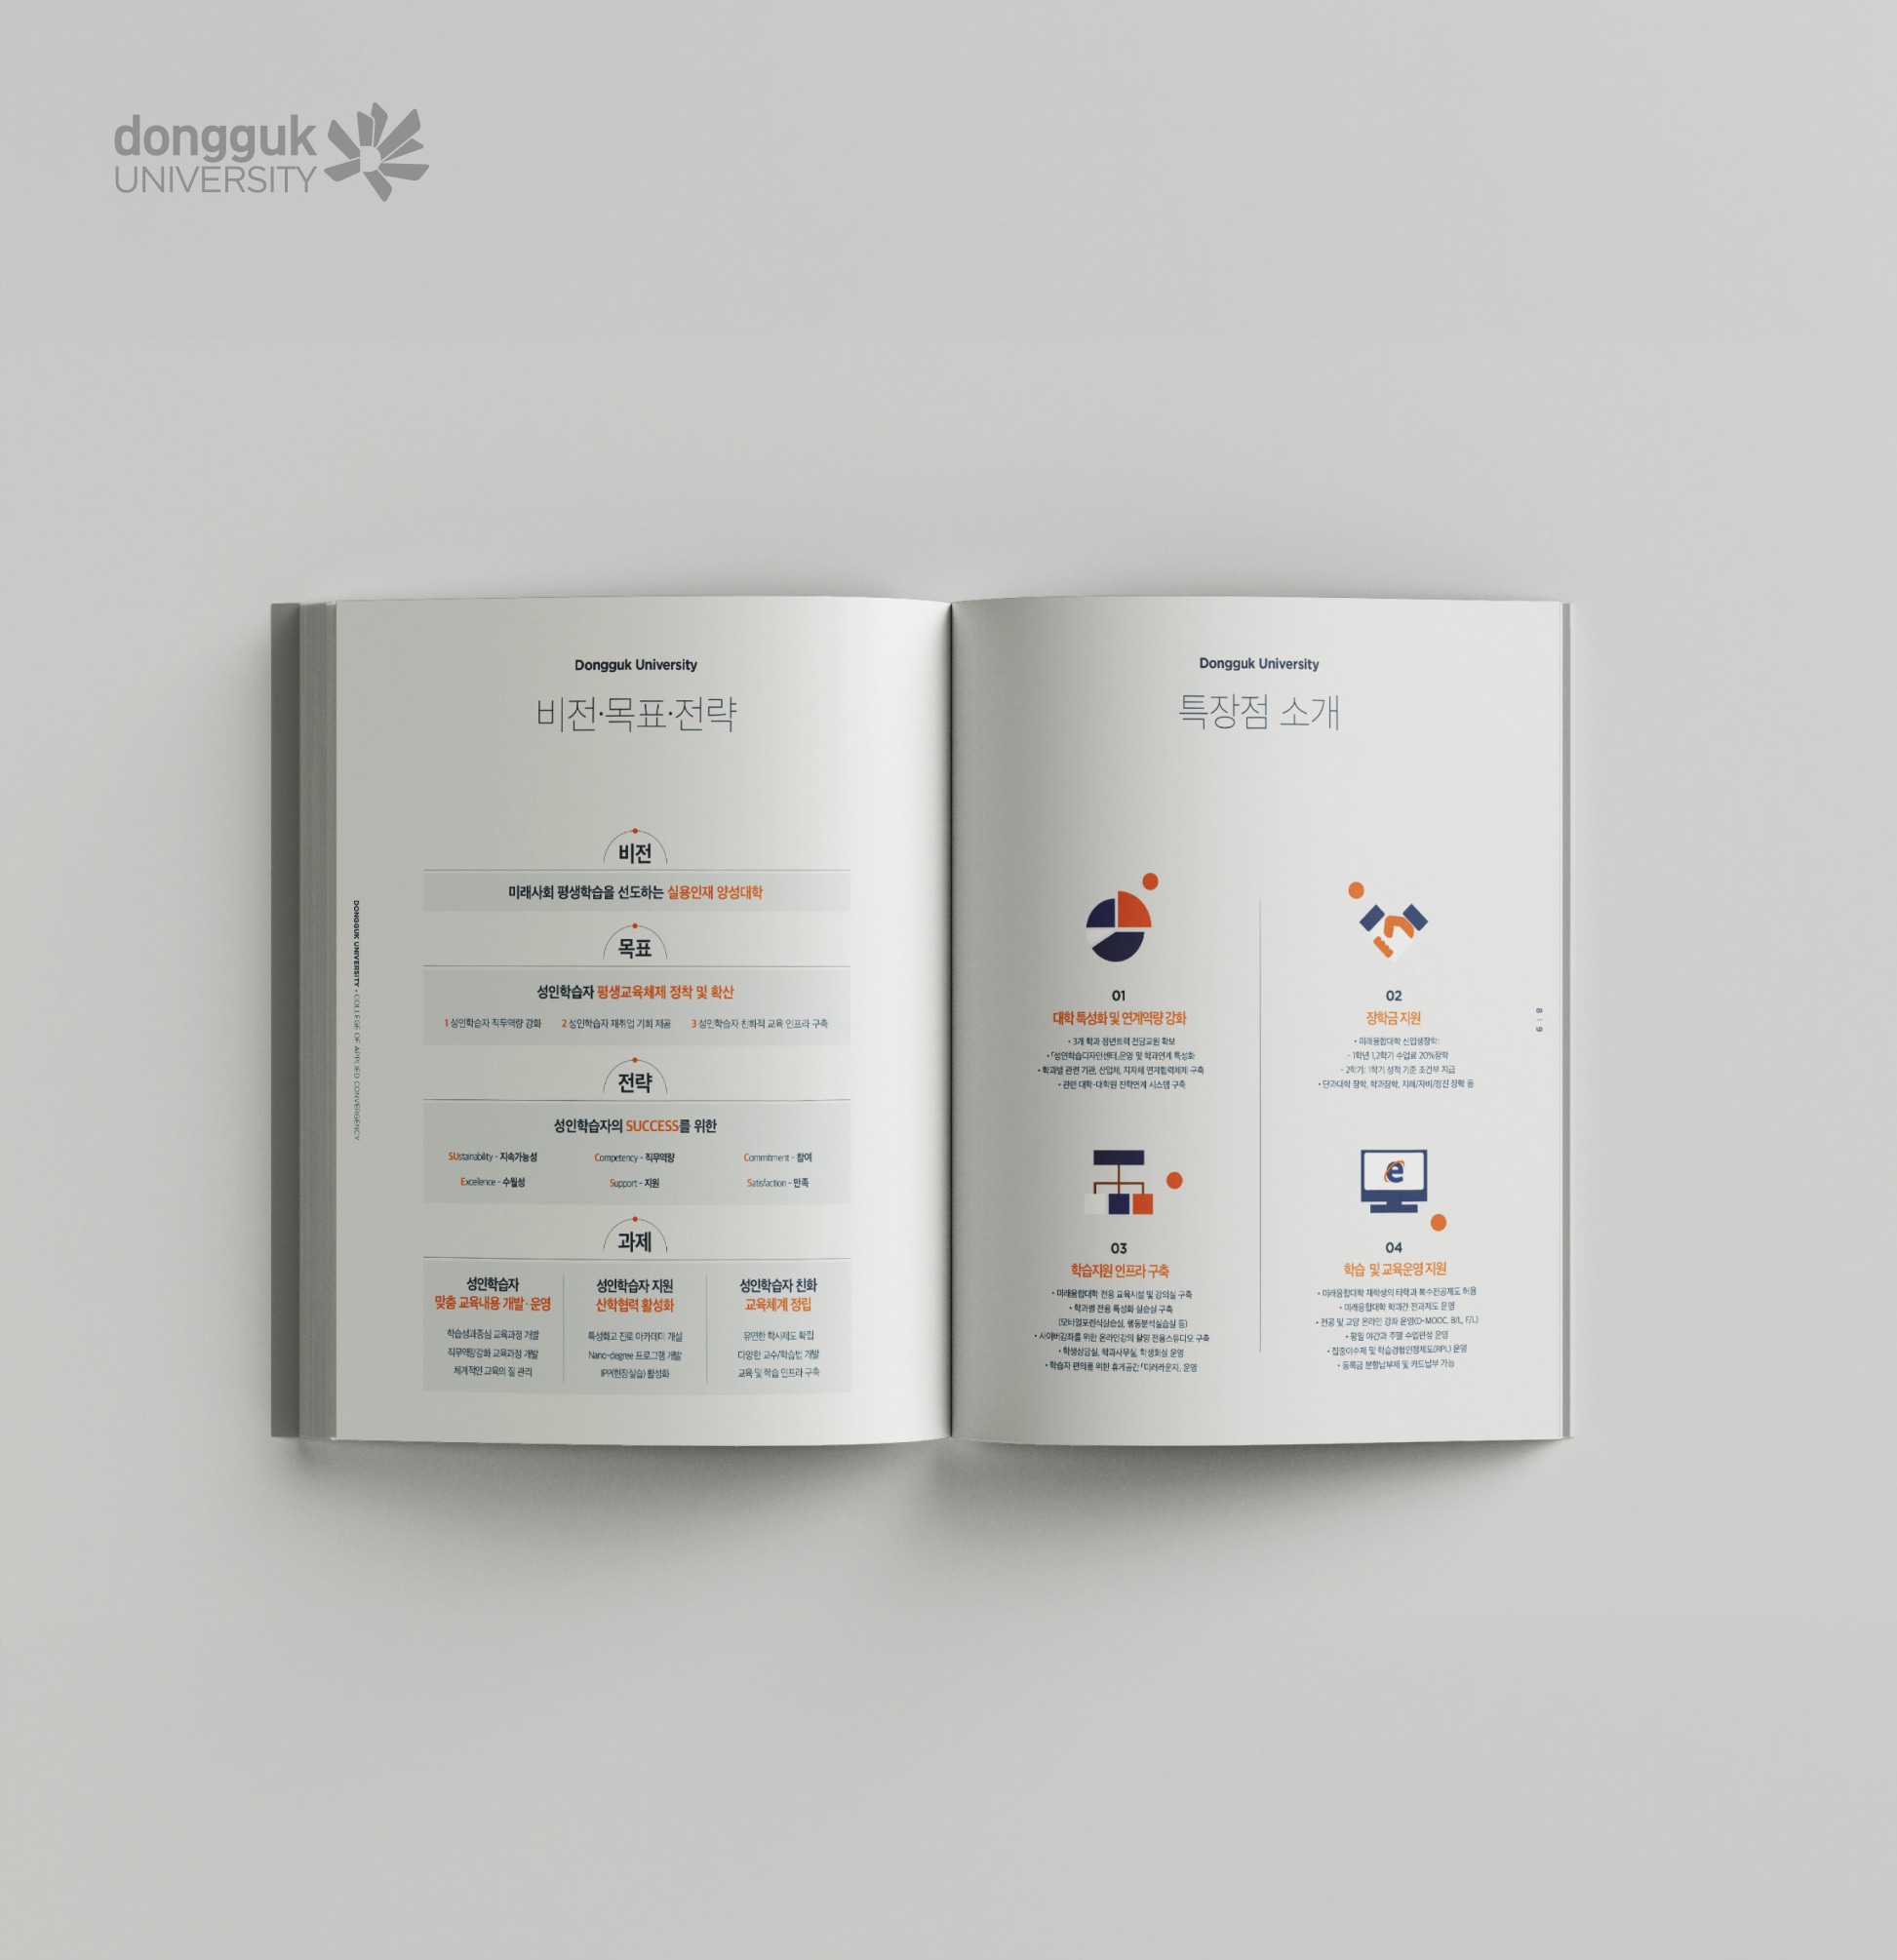 dongguk
UNIVERSITY
Dongguk University
비전·목표·전략
비전
미래사회 평생학습을 선도하는 실용인재 양성대학
목표
성인학습자 평생교육체제 정착 및 확산
1 성인학습자 직무역량 강화 2 성인학습자 재취업 기회 제공 3 성인학습자 친화적 교육 인프라 구축
전략
성인학습자의 SUCCESS를 위한
SUstainability - 지속가능성 Competency - 직무역량 Commitment - 참여
Excellence - 수월성 Support - 지원 Satisfaction - 만족
과제
성인학습자
맞춤 교육내용 개발·운영
학습성과중심 교육과정 개발
직무역량강화 교육과정 개발
체계적인 교육의 질 관리
성인학습자 지원
산학협력 활성화
특성화고 진로 아카데미 개설
Nano-degree 프로그램 개발
IPP(현장실습) 활성화
성인학습자 친화
교육체계 정립
유연한 학사제도 확립
다양한 교수/학습법 개발
교육 및 학습 인프라 구축
DONGGUK UNIVERSITY - COLLEGE OF APPLIED CONVERGENCY
Dongguk University
특장점 소개
01
대학 특성화 및 연계역량 강화
• 3개 학과 정년트랙 전담교원 확보
• 「성인학습디자인센터」운영 및 학과연계 특성화
• 학과별 관련 기관, 산업체, 지자체 연계협력체제 구축
• 관련 대학-대학원 진학연계 시스템 구축
02
장학금 지원
• 미래융합대학 신입생장학:
- 1학년 1,2학기 수업료 20%장학
- 2학기: 1학기 성적 기준 조건부 지급
• 단과대학 장학, 학과장학, 지혜/자비/정진 장학 등
03
학습지원 인프라 구축
• 미래융합대학 전용 교육시설 및 강의실 구축
• 학과별 전용 특성화 실습실 구축
(모바일포렌식실습실, 행동분석실습실 등)
• 사이버강좌를 위한 온라인강의 촬영 전용스튜디오 구축
• 학생상담실, 학과사무실, 학생회실 운영
• 학습자 편의를 위한 휴게공간 「미래라운지」 운영
04
학습 및 교육운영 지원
• 미래융합대학 재학생의 타학과 복수전공제도 허용
• 미래융합대학 학과간 전과제도 운영
• 전공 및 교양 온라인 강좌 운영(D-MOOC, B/L, F/L)
• 평일 야간과 주말 수업편성 운영
• 집중이수제 및 학습경험인정제도(RPL) 운영
• 등록금 분할납부제 및 카드납부 가능
8 | 9